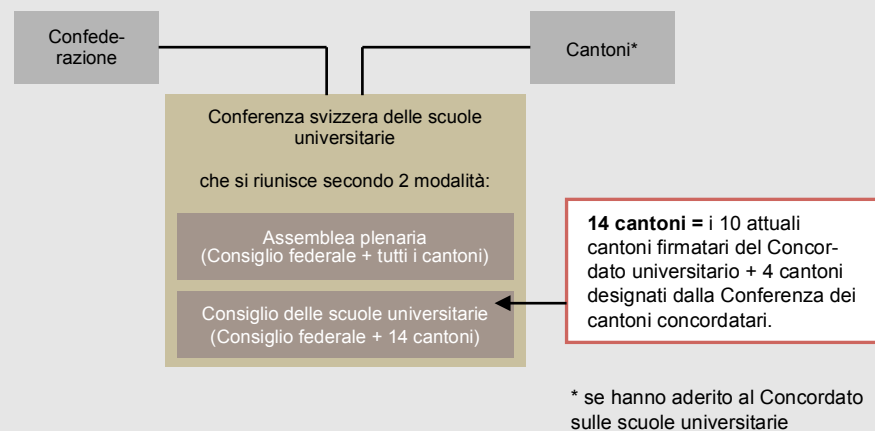 Confede-
razione
Cantoni*
Conferenza svizzera delle scuole
universitarie
che si riunisce secondo 2 modalità:
Assemblea plenaria
(Consiglio federale + tutti i cantoni)
Consiglio delle scuole universitarie
(Consiglio federale + 14 cantoni)
14 cantoni = i 10 attuali
cantoni firmatari del Concor-
dato universitario + 4 cantoni
designati dalla Conferenza dei
cantoni concordatari.
* se hanno aderito al Concordato
sulle scuole universitarie